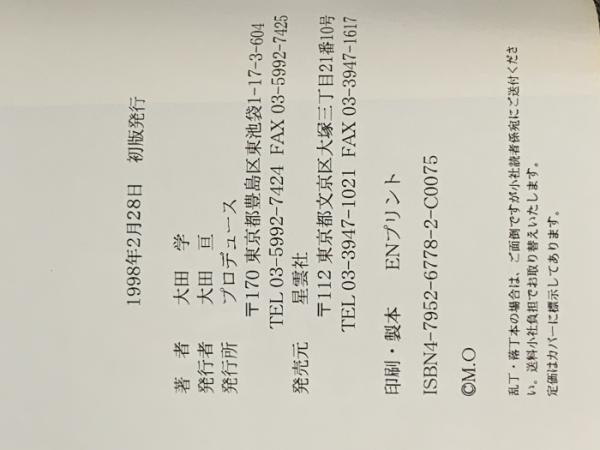 1998年2月28日 初版発行
著 者 大田 学
発行者 大田 亘
発行所 プロデュース
〒170 東京都豊島区東池袋1-17-3-604
TEL 03-5992-7424 FAX 03-5992-7425
発売元 星雲社
〒112 東京都文京区大塚三丁目21番10号
TEL 03-3947-1021 FAX 03-3947-1617
印刷・製本 ENプリント
ISBN4-7952-6778-2-C0075
©M.O
乱丁・落丁本の場合は、ご面倒ですが小社読者係宛にご送付くださ
い。送料小社負担でお取り替えいたします。
定価はカバーに標示してあります。